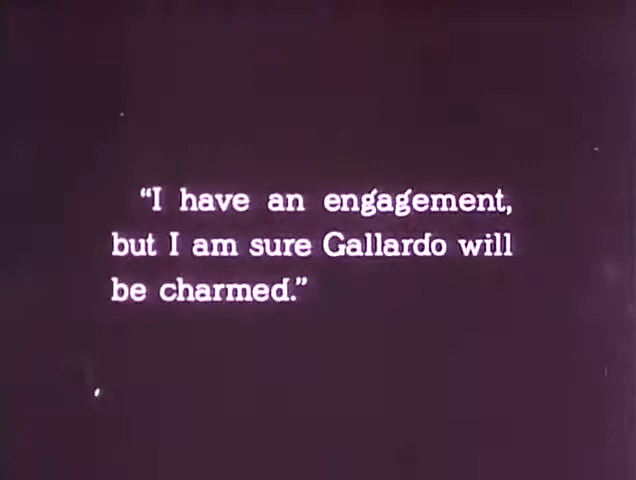 “I have an engagement,
but I am sure Gallardo will
be charmed.”